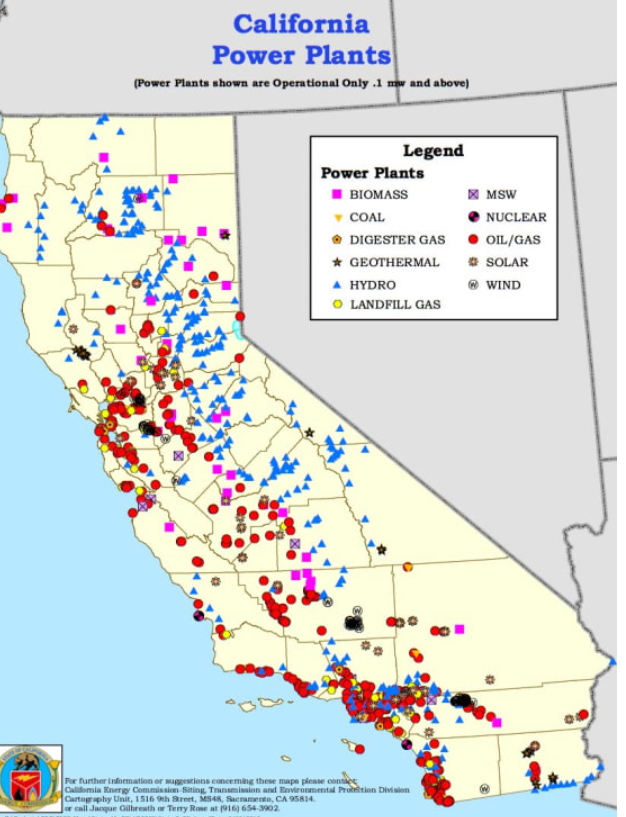 California
Power Plants
(Power Plants shown are Operational Only .1 mw and above)
Legend
Power Plants
BIOMASS
COAL
DIGESTER GAS
GEOTHERMAL
HYDRO
LANDFILL GAS
MSW
NUCLEAR
OIL/GAS
SOLAR
WIND
For further information or suggestions concerning these maps please contact:
California Energy Commission-Siting, Transmission and Environmental Protection Division
Cartography Unit, 1516 9th Street, MS48, Sacramento, CA 95814.
or call Jacque Gilbreath or Terry Rose at (916) 654-3902.